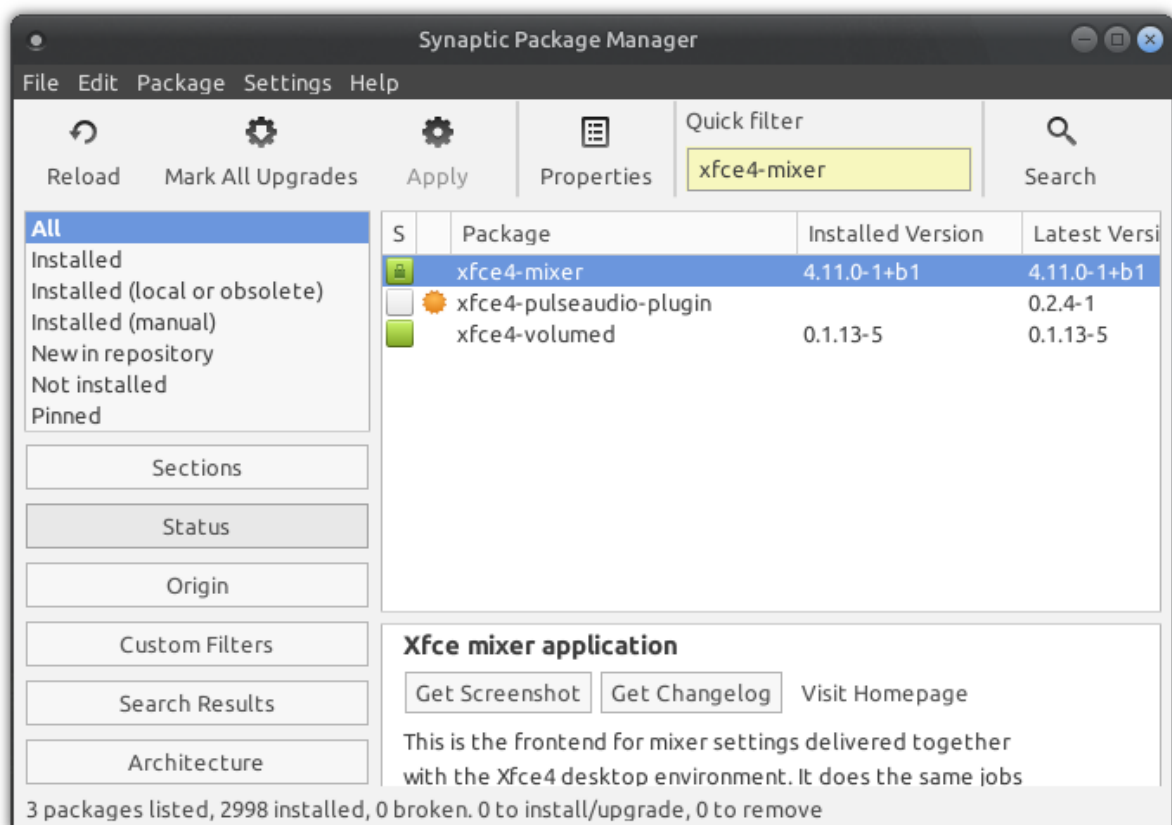 Synaptic Package Manager
File Edit Package Settings Help
Reload
Mark All Upgrades
Apply
Properties
Quick filter
xfce4-mixer
Search
All
Installed
Installed (local or obsolete)
Installed (manual)
New in repository
Not installed
Pinned
Sections
Status
Origin
Custom Filters
Search Results
Architecture
S Package Installed Version Latest Versi
xfce4-mixer 4.11.0-1+b1 4.11.0-1+b1
xfce4-pulseaudio-plugin 0.2.4-1
xfce4-volumed 0.1.13-5 0.1.13-5
Xfce mixer application
Get Screenshot Get Changelog Visit Homepage
This is the frontend for mixer settings delivered together
with the Xfce4 desktop environment. It does the same jobs
3 packages listed, 2998 installed, 0 broken. 0 to install/upgrade, 0 to remove